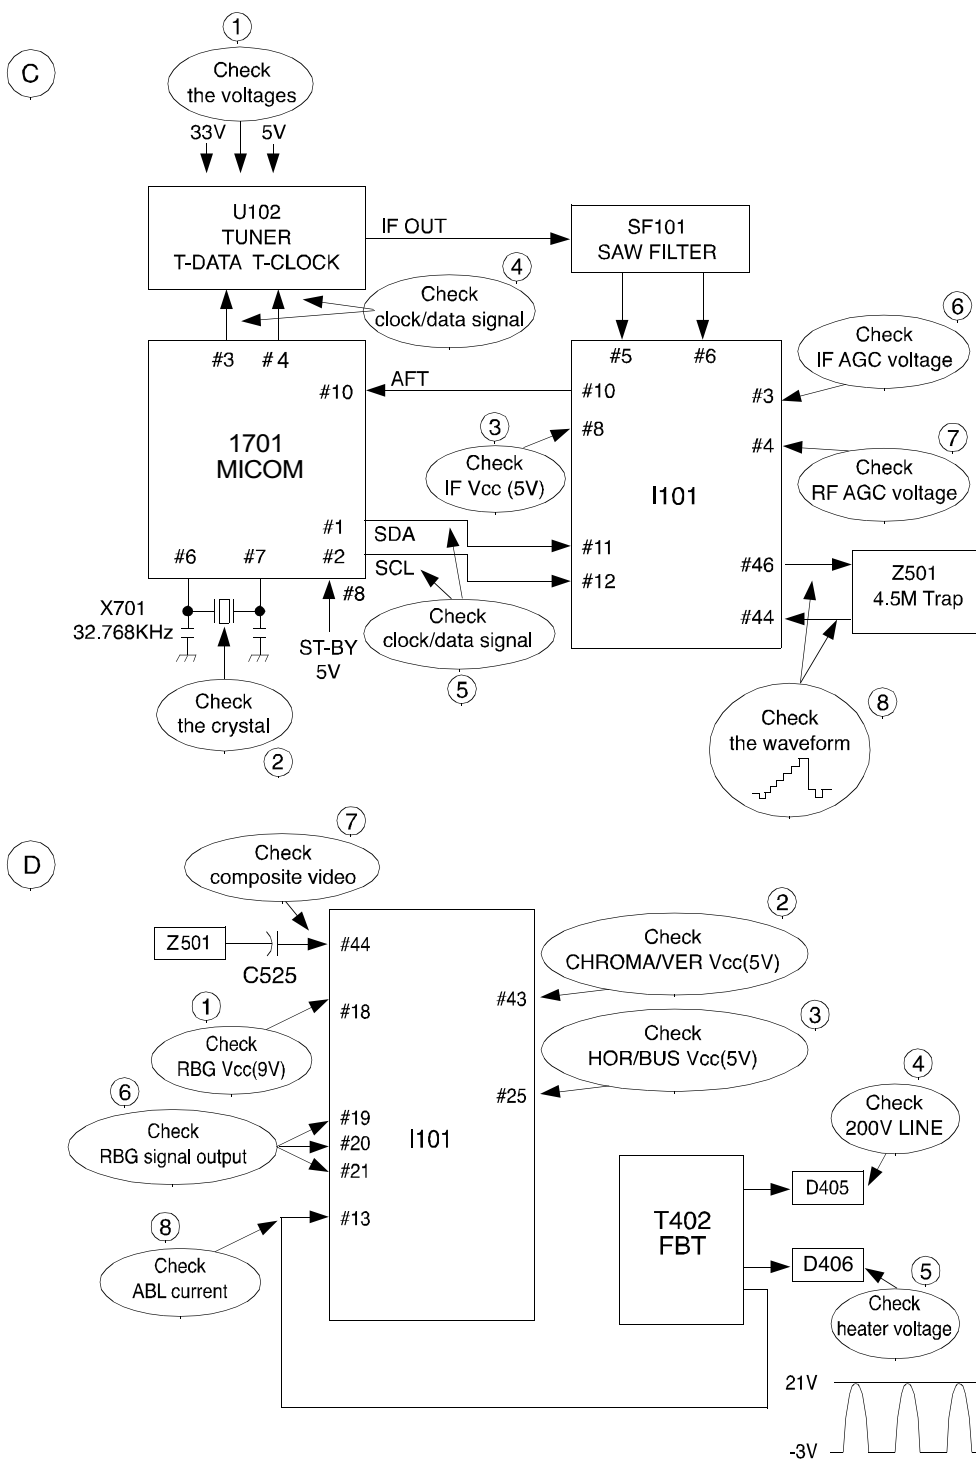 1
C
Check
the voltages
33V
5V
U102
TUNER
T-DATA T-CLOCK
IF OUT
SF101
SAW FILTER
4
Check
clock/data signal
6
Check
IF AGC voltage
#3
#4
#5
#6
#10
AFT
#10
#3
3
#8
7
1701
MICOM
Check
IF Vcc (5V)
I101
#4
Check
RF AGC voltage
#1
SDA
#11
#6
#7
#2
SCL
#12
#46
Z501
4.5M Trap
#8
#44
X701
32.768KHz
ST-BY
5V
Check
clock/data signal
5
Check
the crystal
2
8
Check
the waveform
7
D
Check
composite video
Z501
C525
#44
2
Check
CHROMA/VER Vcc(5V)
#43
1
#18
Check
RBG Vcc(9V)
3
Check
HOR/BUS Vcc(5V)
#25
6
Check
RBG signal output
#19
#20
#21
I101
4
Check
200V LINE
D405
8
#13
Check
ABL current
T402
FBT
D406
5
Check
heater voltage
21V
-3V